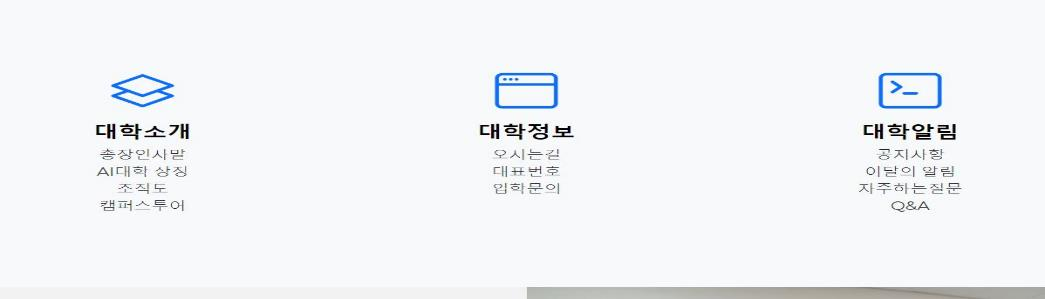 대학소개
총장인사말
AI대학 상징
조직도
캠퍼스투어
대학정보
오시는길
대표번호
입학문의
대학알림
공지사항
이달의 알림
자주하는질문
Q&A